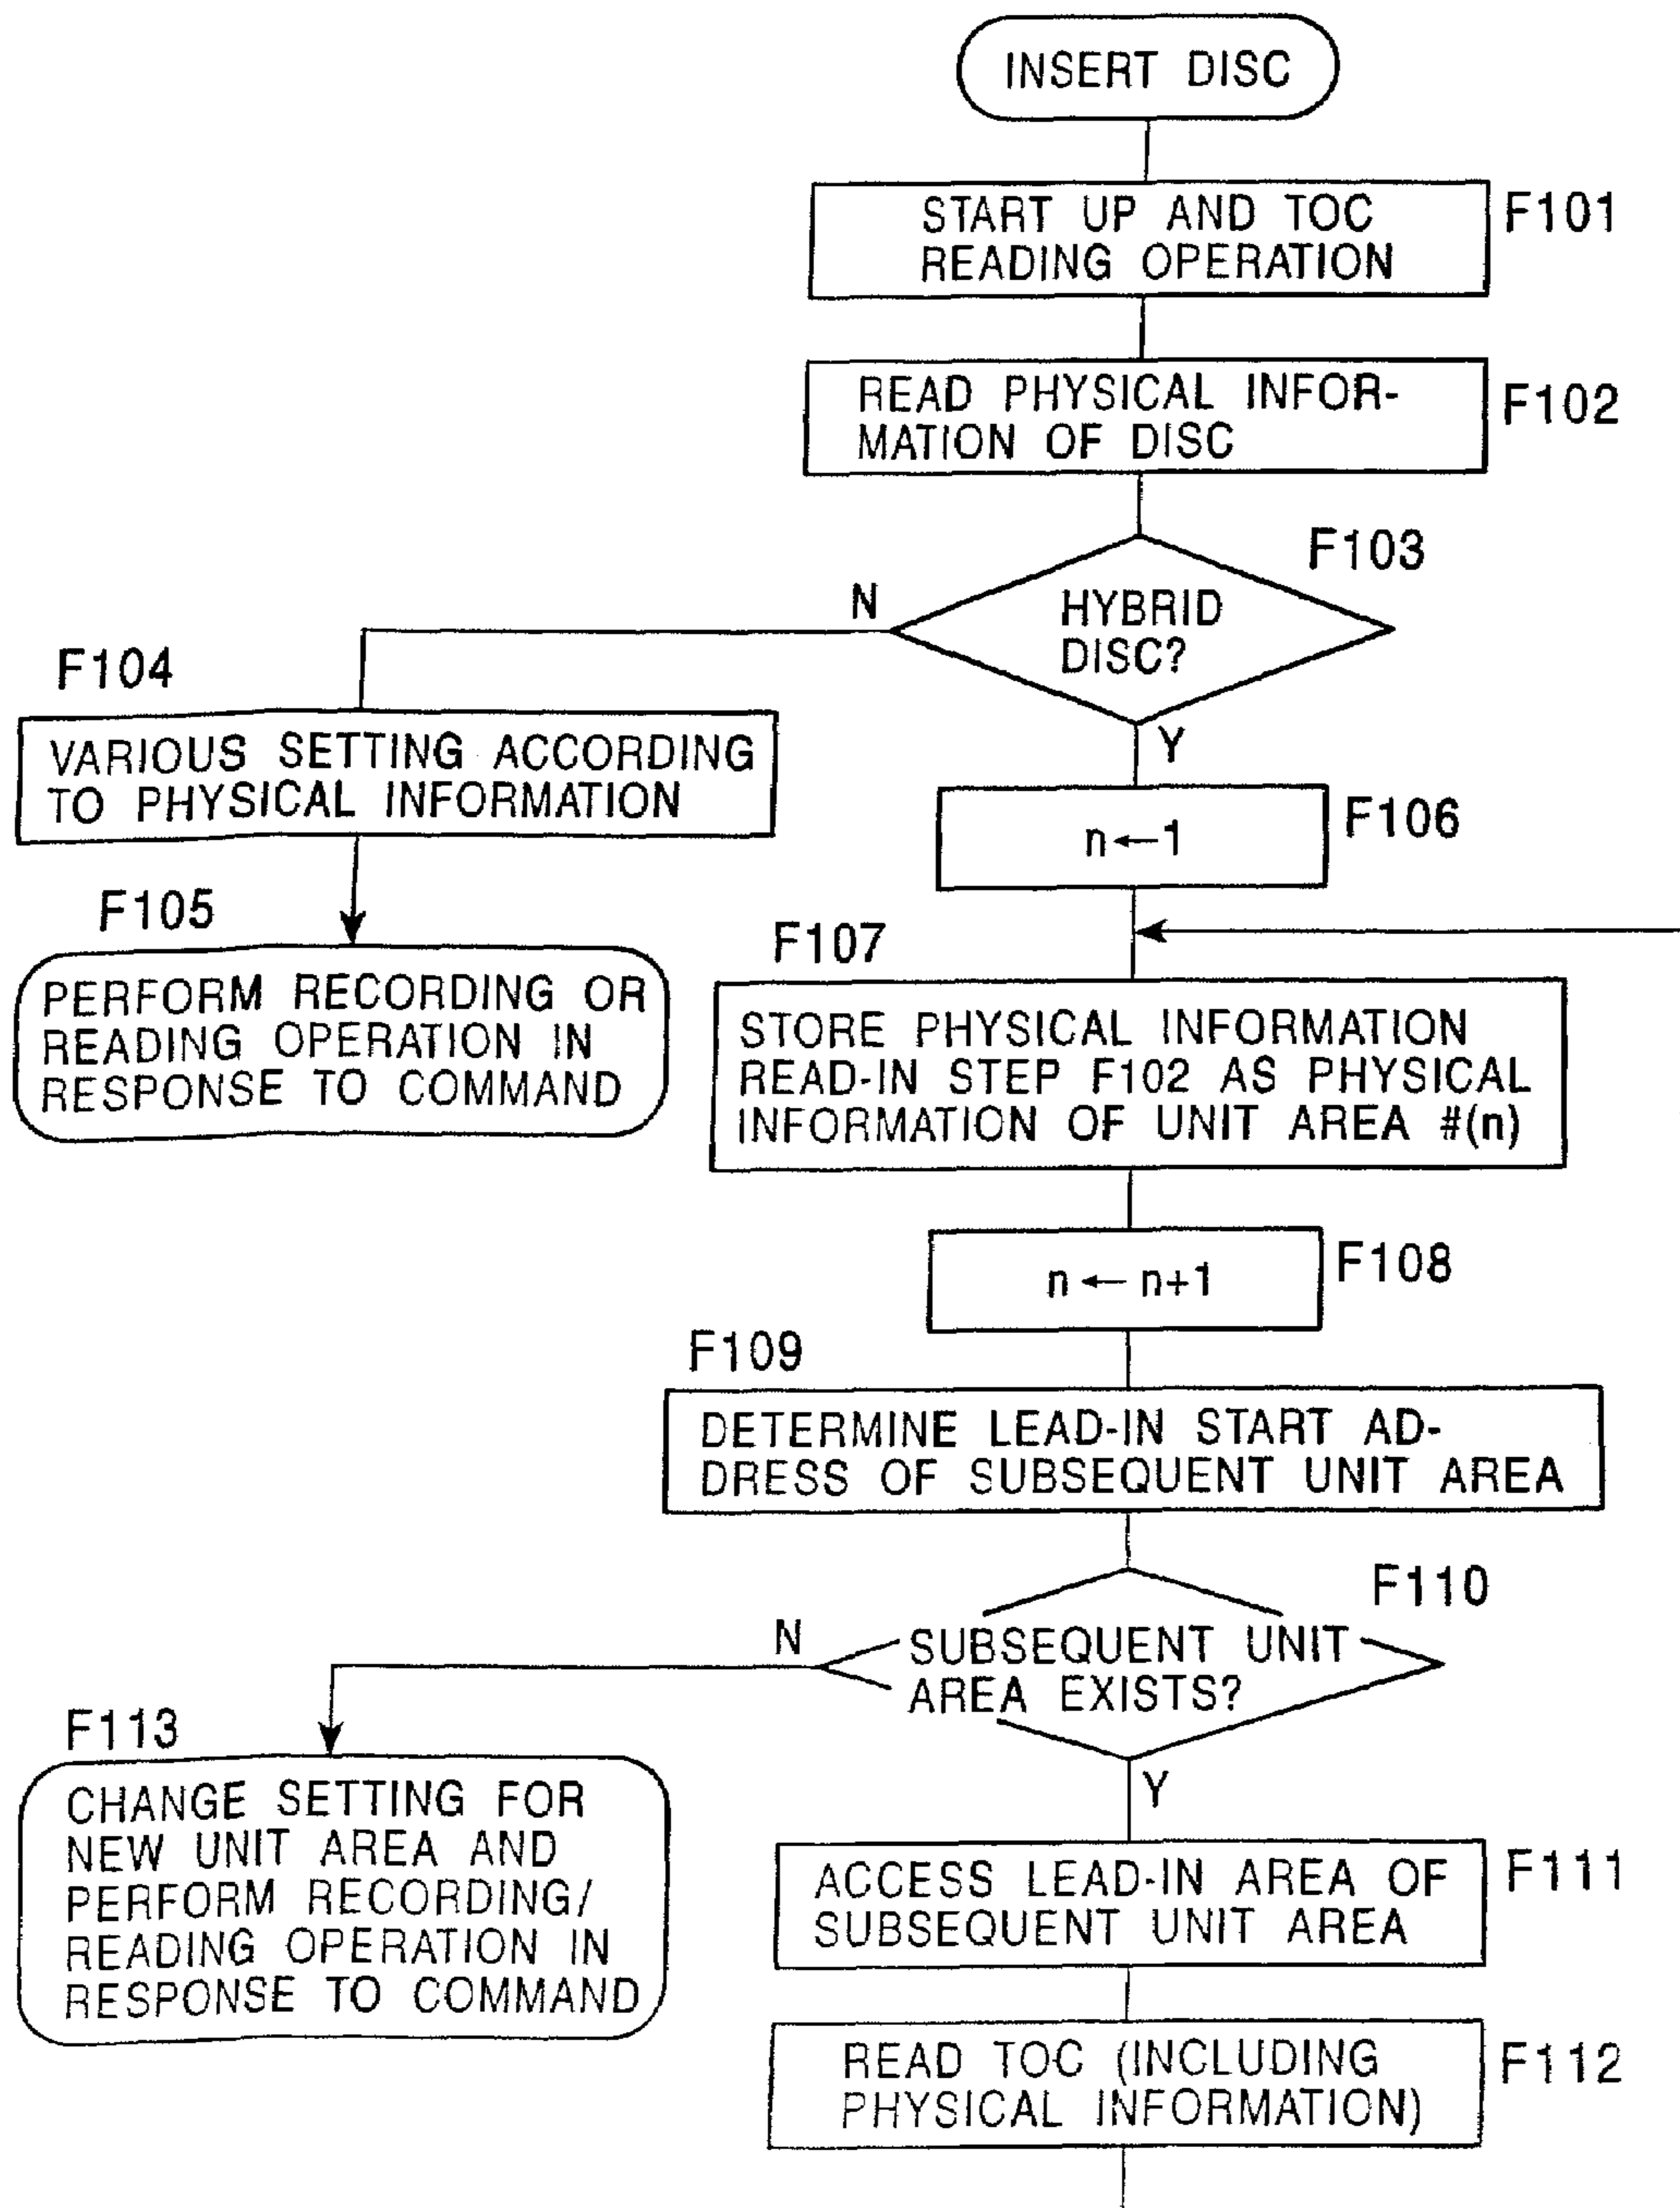 INSERT DISC
START UP AND TOC
READING OPERATION
F101
READ PHYSICAL INFOR-
MATION OF DISC
F102
F103
HYBRID
DISC?
N
Y
F104
VARIOUS SETTING ACCORDING
TO PHYSICAL INFORMATION
F105
PERFORM RECORDING OR
READING OPERATION IN
RESPONSE TO COMMAND
n←1
F106
F107
STORE PHYSICAL INFORMATION
READ-IN STEP F102 AS PHYSICAL
INFORMATION OF UNIT AREA #(n)
n ← n+1
F108
F109
DETERMINE LEAD-IN START AD-
DRESS OF SUBSEQUENT UNIT AREA
F110
SUBSEQUENT UNIT
AREA EXISTS?
N
Y
F113
CHANGE SETTING FOR
NEW UNIT AREA AND
PERFORM RECORDING/
READING OPERATION IN
RESPONSE TO COMMAND
ACCESS LEAD-IN AREA OF
SUBSEQUENT UNIT AREA
F111
READ TOC (INCLUDING
PHYSICAL INFORMATION)
F112